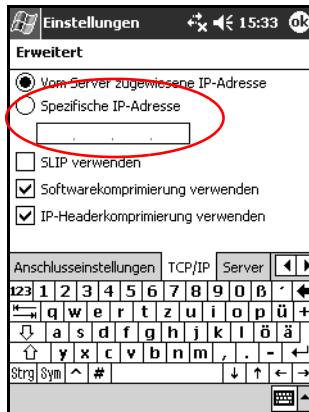 Einstellungen 15:33 ok
Erweitert
Vom Server zugewiesene IP-Adresse
Spezifische IP-Adresse
. . .
SLIP verwenden
Softwarekomprimierung verwenden
IP-Headerkomprimierung verwenden
Anschlusseinstellungen TCP/IP Server
123 1 2 3 4 5 6 7 8 9 0 ß ´
q w e r t z u i o p ü +
a s d f g h j k l ö ä
y x c v b n m , . -
Strg Sym ^ #